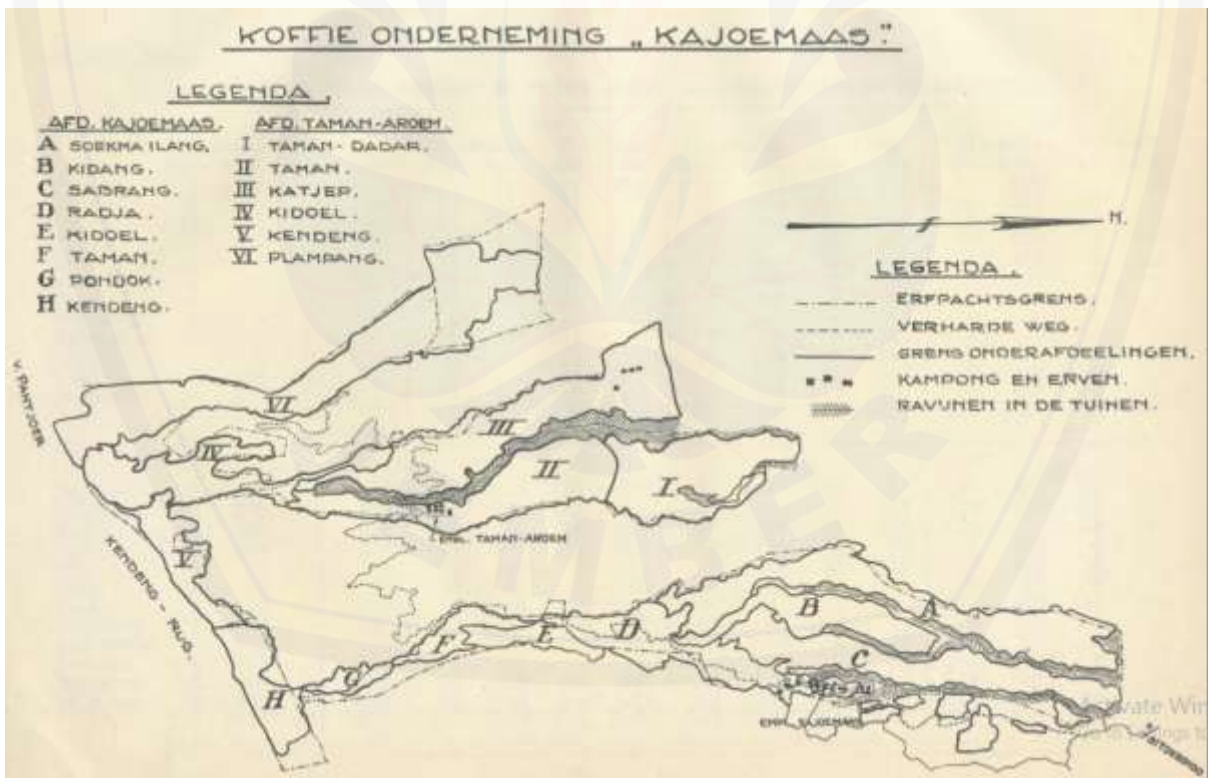 KOFFIE ONDERNEMING „KAJOEMAAS".
LEGENDA.
AFD. KAJOEMAAS. AFD. TAMAN-AROEM.
A SOEKMA ILANG. I TAMAN-DADAR.
B KIDANG. II TAMAN.
C SABRANG. III KATJEP.
D RADJA. IV KIDOEL.
E KIDOEL. V KENDENG.
F TAMAN. VI PLAMPANG.
G PONDOK.
H KENDENG.
N.
LEGENDA.
ERFPACHTSGRENS.
VERHARDE WEG.
GRENS ONDERAFDEELINGEN.
KAMPONG EN ERVEN.
RAVIJNEN IN DE TUINEN.
V. PANTJOER
VI
III
IV
II
I
EMPL. TAMAN-AROEM
V
KENDENG-RUG.
B
A
D
E
C
F
G
H
EMPL. KAJOEMAAS
JEMBER